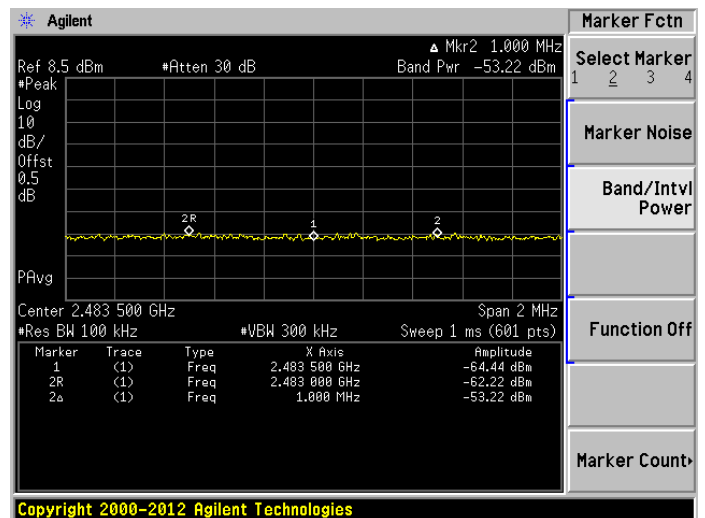 Agilent
Marker Fctn
Δ Mkr2 1.000 MHz
Ref 8.5 dBm #Atten 30 dB Band Pwr -53.22 dBm
#Peak
Log
10
dB/
Offst
0.5
dB
2R
1
2
PAvg
Center 2.483 500 GHz Span 2 MHz
#Res BW 100 kHz #VBW 300 kHz Sweep 1 ms (601 pts)
Marker Trace Type X Axis Amplitude
1 (1) Freq 2.483 500 GHz -64.44 dBm
2R (1) Freq 2.483 000 GHz -62.22 dBm
2Δ (1) Freq 1.000 MHz -53.22 dBm
Select Marker
1 2 3 4
Marker Noise
Band/Intvl
Power
Function Off
Marker Count
Copyright 2000-2012 Agilent Technologies